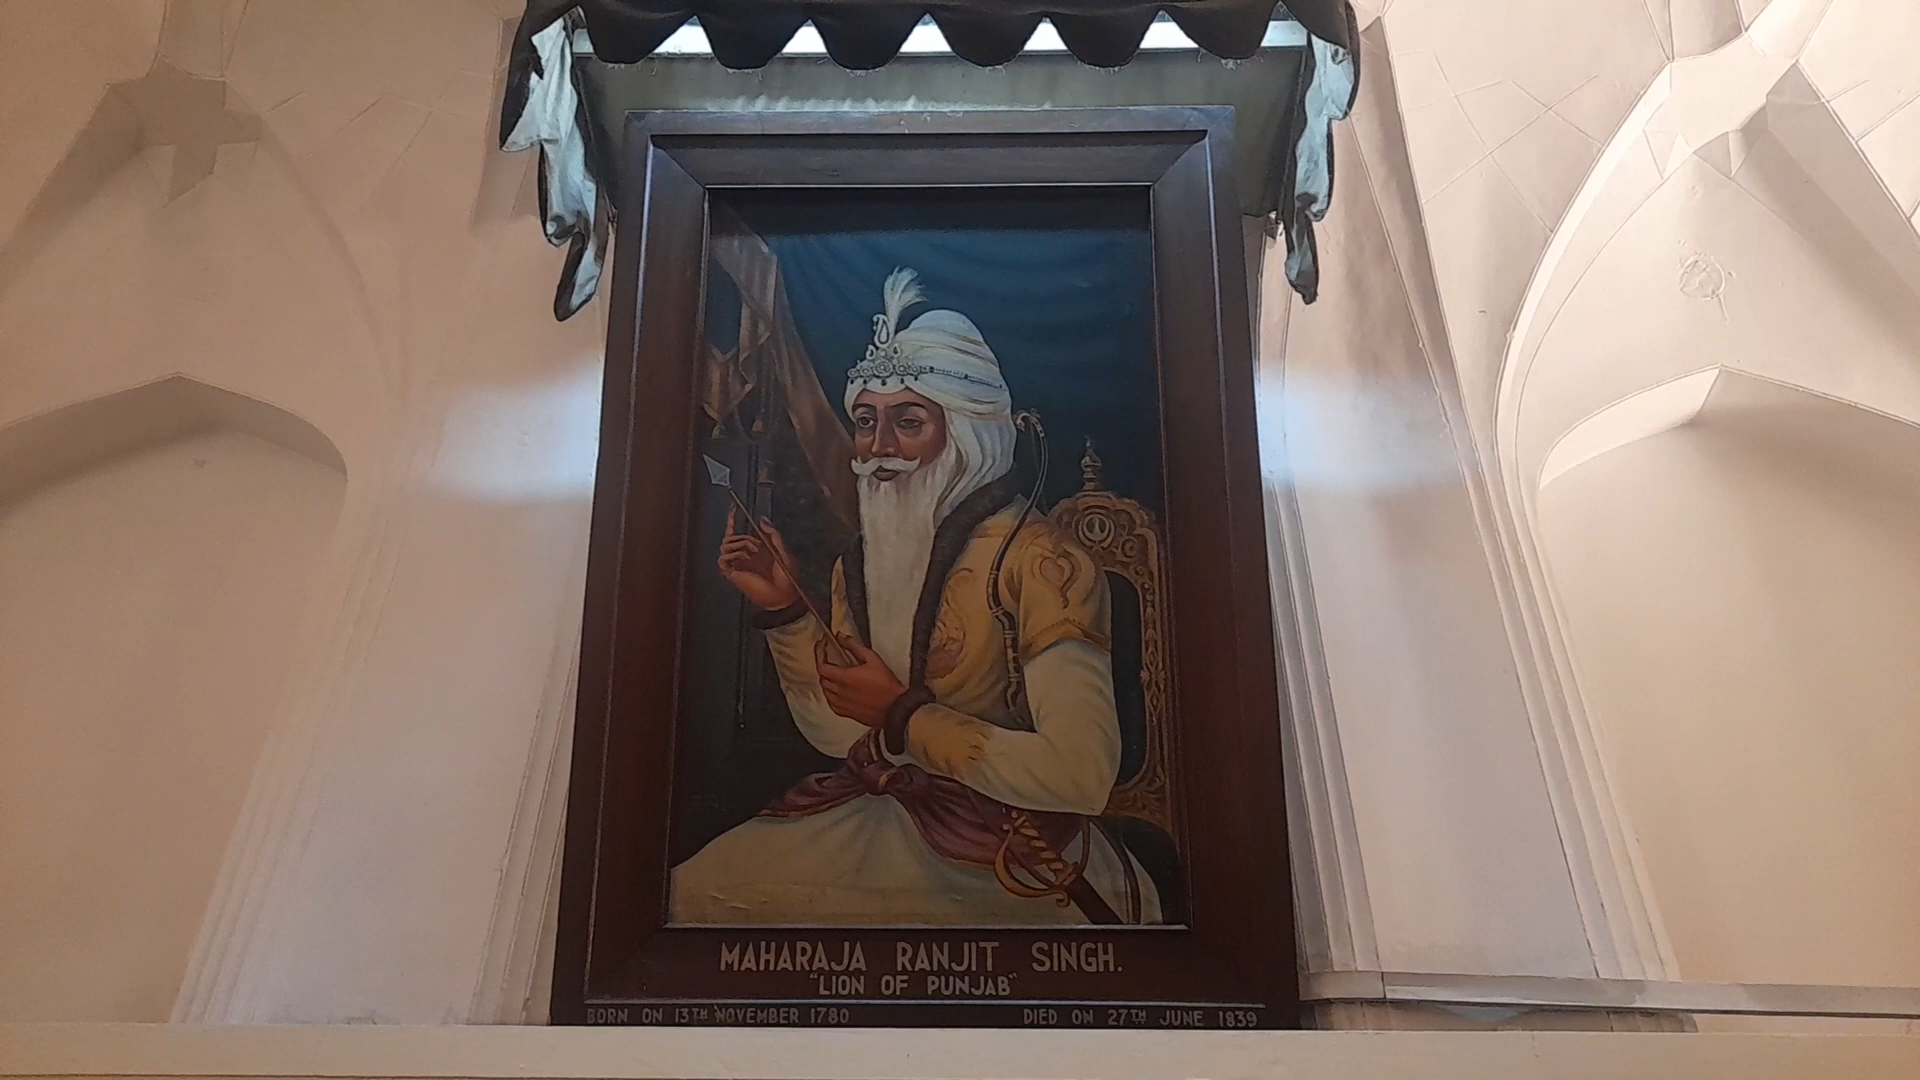 MAHARAJA RANJIT SINGH.
"LION OF PUNJAB"
BORN ON 13TH NOVEMBER 1780 DIED ON 27TH JUNE 1839